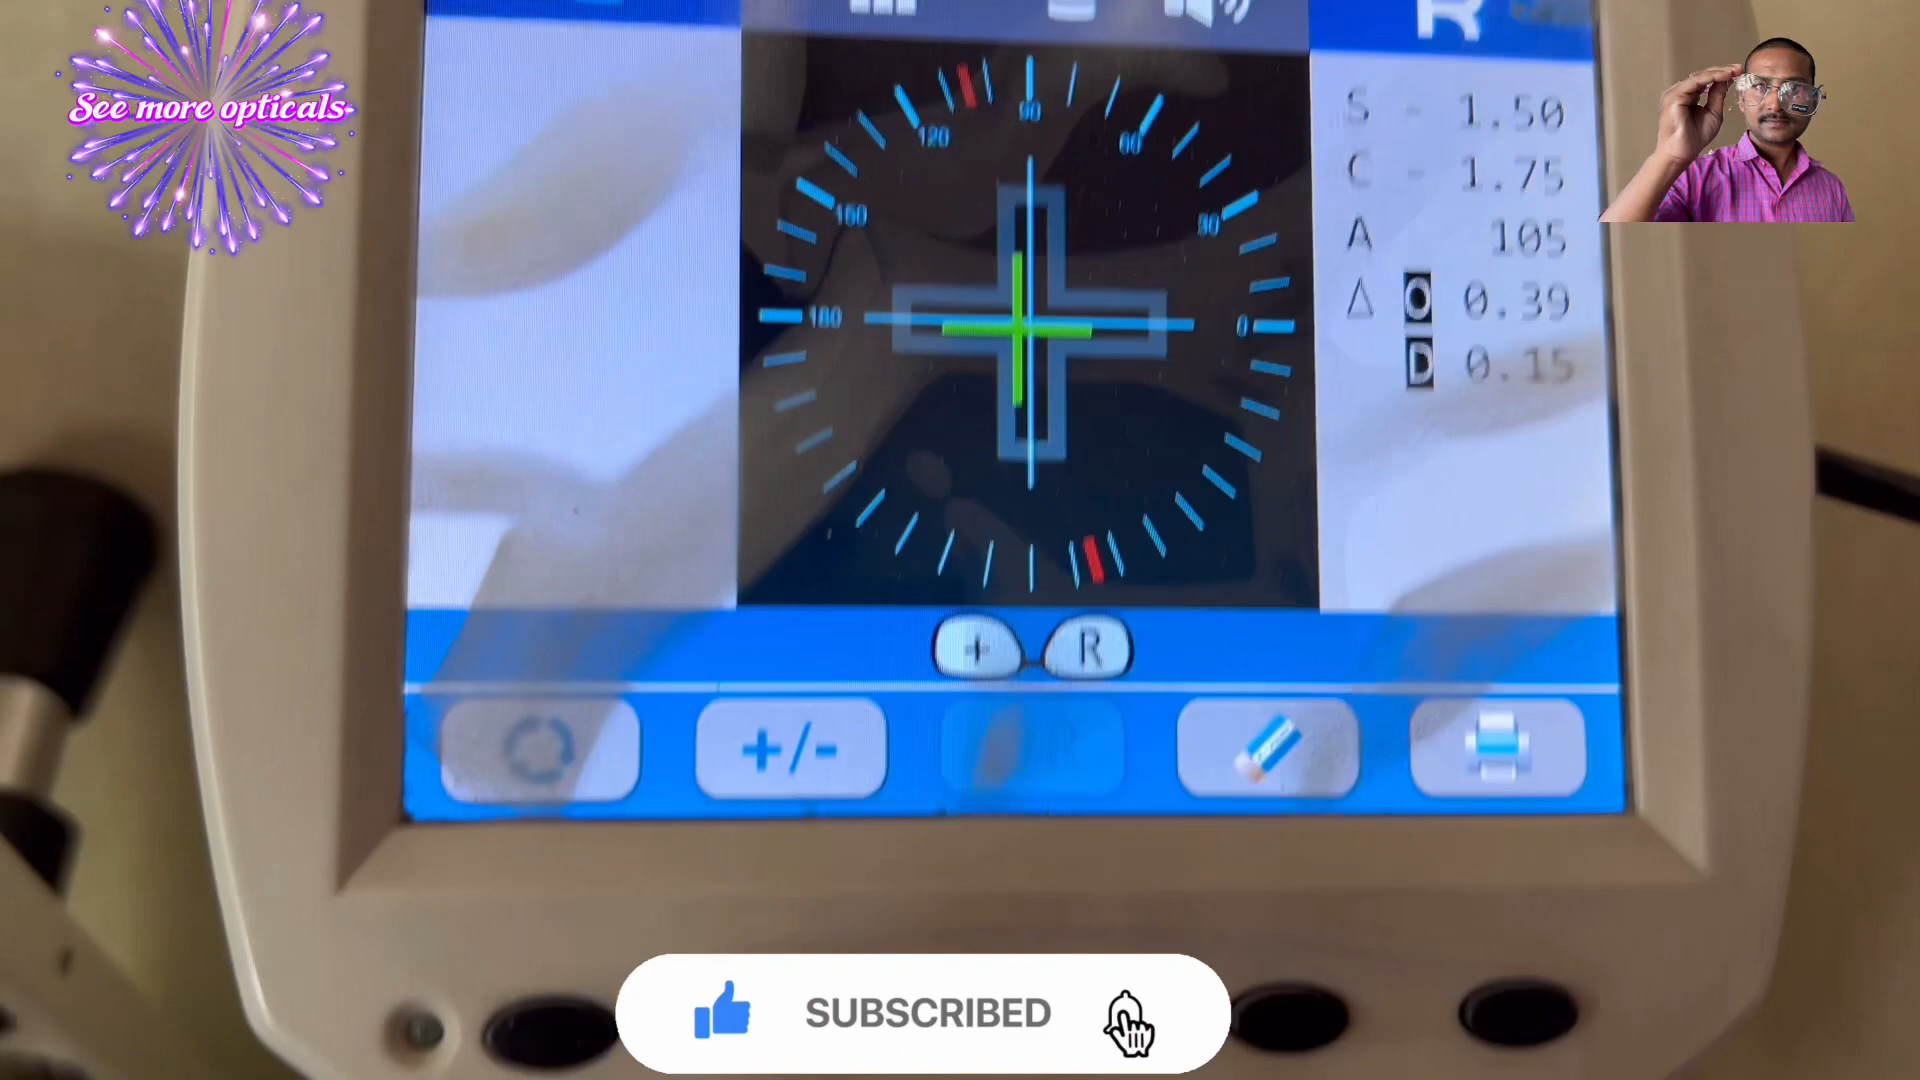 See more opticals
R
S - 1.50
C - 1.75
A 105
Δ O 0.39
D 0.15
120
90
60
160
30
180
0
+ R
+/-
SUBSCRIBED